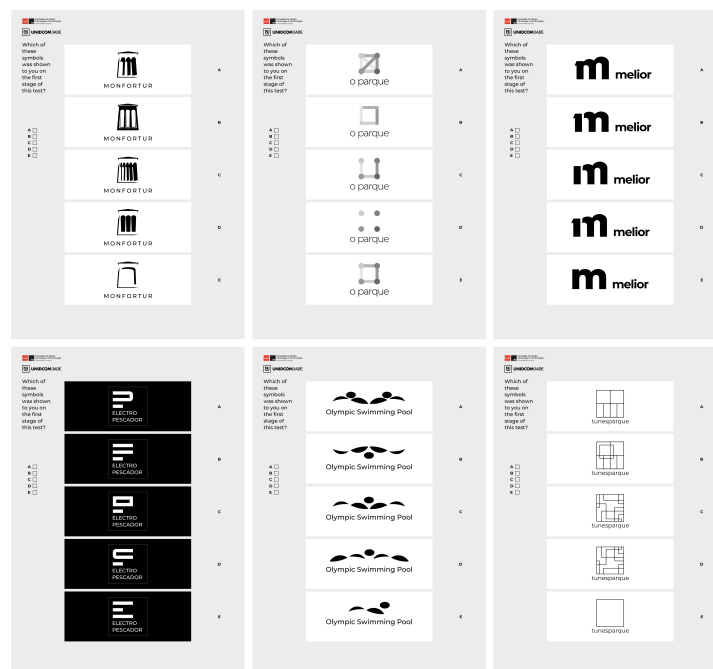 UNIDCOM/IADE
Which of
these
symbols
was shown
to you on
the first
stage of
this test?
A
B
C
D
E
MONFORTUR
A
MONFORTUR
B
MONFORTUR
C
MONFORTUR
D
MONFORTUR
E
UNIDCOM/IADE
Which of
these
symbols
was shown
to you on
the first
stage of
this test?
A
B
C
D
E
o parque
A
o parque
B
o parque
C
o parque
D
o parque
E
UNIDCOM/IADE
Which of
these
symbols
was shown
to you on
the first
stage of
this test?
A
B
C
D
E
m melior
A
m melior
B
m melior
C
m melior
D
m melior
E
UNIDCOM/IADE
Which of
these
symbols
was shown
to you on
the first
stage of
this test?
A
B
C
D
E
ELECTRO
PESCADOR
A
ELECTRO
PESCADOR
B
ELECTRO
PESCADOR
C
ELECTRO
PESCADOR
D
ELECTRO
PESCADOR
E
UNIDCOM/IADE
Which of
these
symbols
was shown
to you on
the first
stage of
this test?
A
B
C
D
E
Olympic Swimming Pool
A
Olympic Swimming Pool
B
Olympic Swimming Pool
C
Olympic Swimming Pool
D
Olympic Swimming Pool
E
UNIDCOM/IADE
Which of
these
symbols
was shown
to you on
the first
stage of
this test?
A
B
C
D
E
tunesparque
A
tunesparque
B
tunesparque
C
tunesparque
D
tunesparque
E